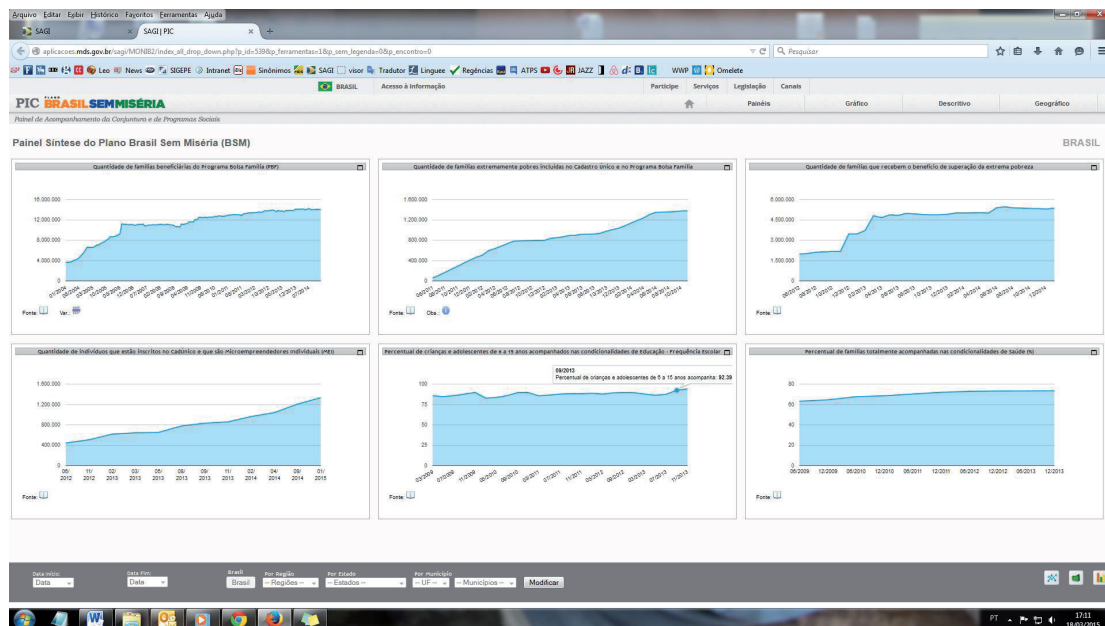 Arquivo Editar Exibir Histórico Favoritos Ferramentas Ajuda
SAGI × SAGI | PIC × +
aplicacoes.mds.gov.br/sagi/MONIB2/index_all_drop_down.php?p_id=539&p_ferramentas=1&p_sem_legenda=0&p_encontro=0
Pesquisar
Leo News SIGEPE Intranet Sinônimos SAGI visor Tradutor Linguee Regências ATPS JAZZ WWP Omelete
BRASIL Acesso à Informação Participe Serviços Legislação Canais
PIC PLANO BRASIL SEM MISÉRIA
Painéis Gráfico Descritivo Geográfico
Painel de Acompanhamento da Conjuntura e de Programas Sociais
Painel Síntese do Plano Brasil Sem Miséria (BSM) BRASIL
Quantidade de famílias beneficiárias do Programa Bolsa Família (PBF)
16.000.000
12.000.000
8.000.000
4.000.000
0
Fonte: Var.:
Quantidade de famílias extremamente pobres incluídas no Cadastro Único e no Programa Bolsa Família
1.600.000
1.200.000
800.000
400.000
0
Fonte: Obs.:
Quantidade de famílias que recebem o benefício de superação da extrema pobreza
6.000.000
4.000.000
3.000.000
1.000.000
0
Fonte:
Quantidade de indivíduos que estão inscritos no CadÚnico e que são Microempreendedores Individuais (MEI)
1.600.000
1.200.000
800.000
400.000
0
2012 2012 2013 2013 2013 2013 2013 2014 2014 2014 2015
Fonte:
Percentual de crianças e adolescentes de 6 a 15 anos acompanhados nas condicionalidades de Educação - Frequência Escolar
09/2013
Percentual de crianças e adolescentes de 6 a 15 anos acompanha: 92.39
100
75
50
25
0
03/2009 07/2009 11/2009
07/2013 11/2013
Fonte:
Percentual de famílias totalmente acompanhadas nas condicionalidades de saúde (%)
80
60
40
20
0
06/2009 12/2009 06/2010 12/2010 06/2011 12/2011 06/2012 12/2012 06/2013 12/2013
Fonte:
Data Início: Data Fim: Brasil Por Região Por Estado Por Município
Data Data Brasil -- Regiões -- -- Estados -- -- UF -- -- Municípios -- Modificar
PT 17:11
18/03/2015